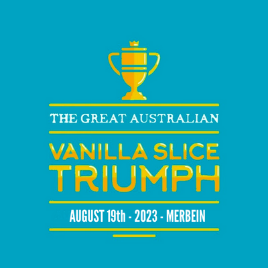 THE GREAT AUSTRALIAN
VANILLA SLICE
TRIUMPH
AUGUST 19th - 2023 - MERBEIN